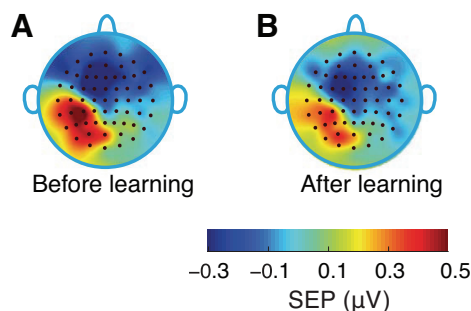 A B
Before learning After learning
−0.3 −0.1 0.1 0.3 0.5
SEP (μV)